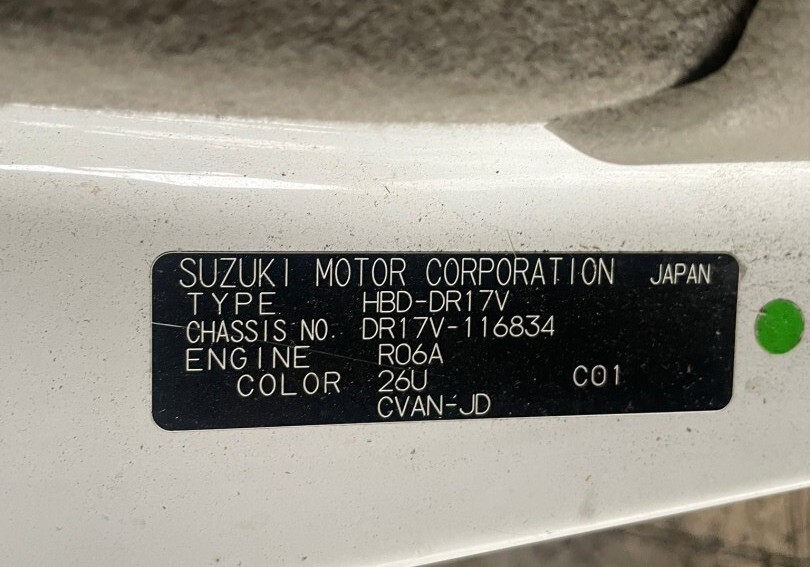 SUZUKI MOTOR CORPORATION JAPAN
TYPE HBD-DR17V
CHASSIS NO. DR17V-116834
ENGINE R06A
COLOR 26U C01
CVAN-JD